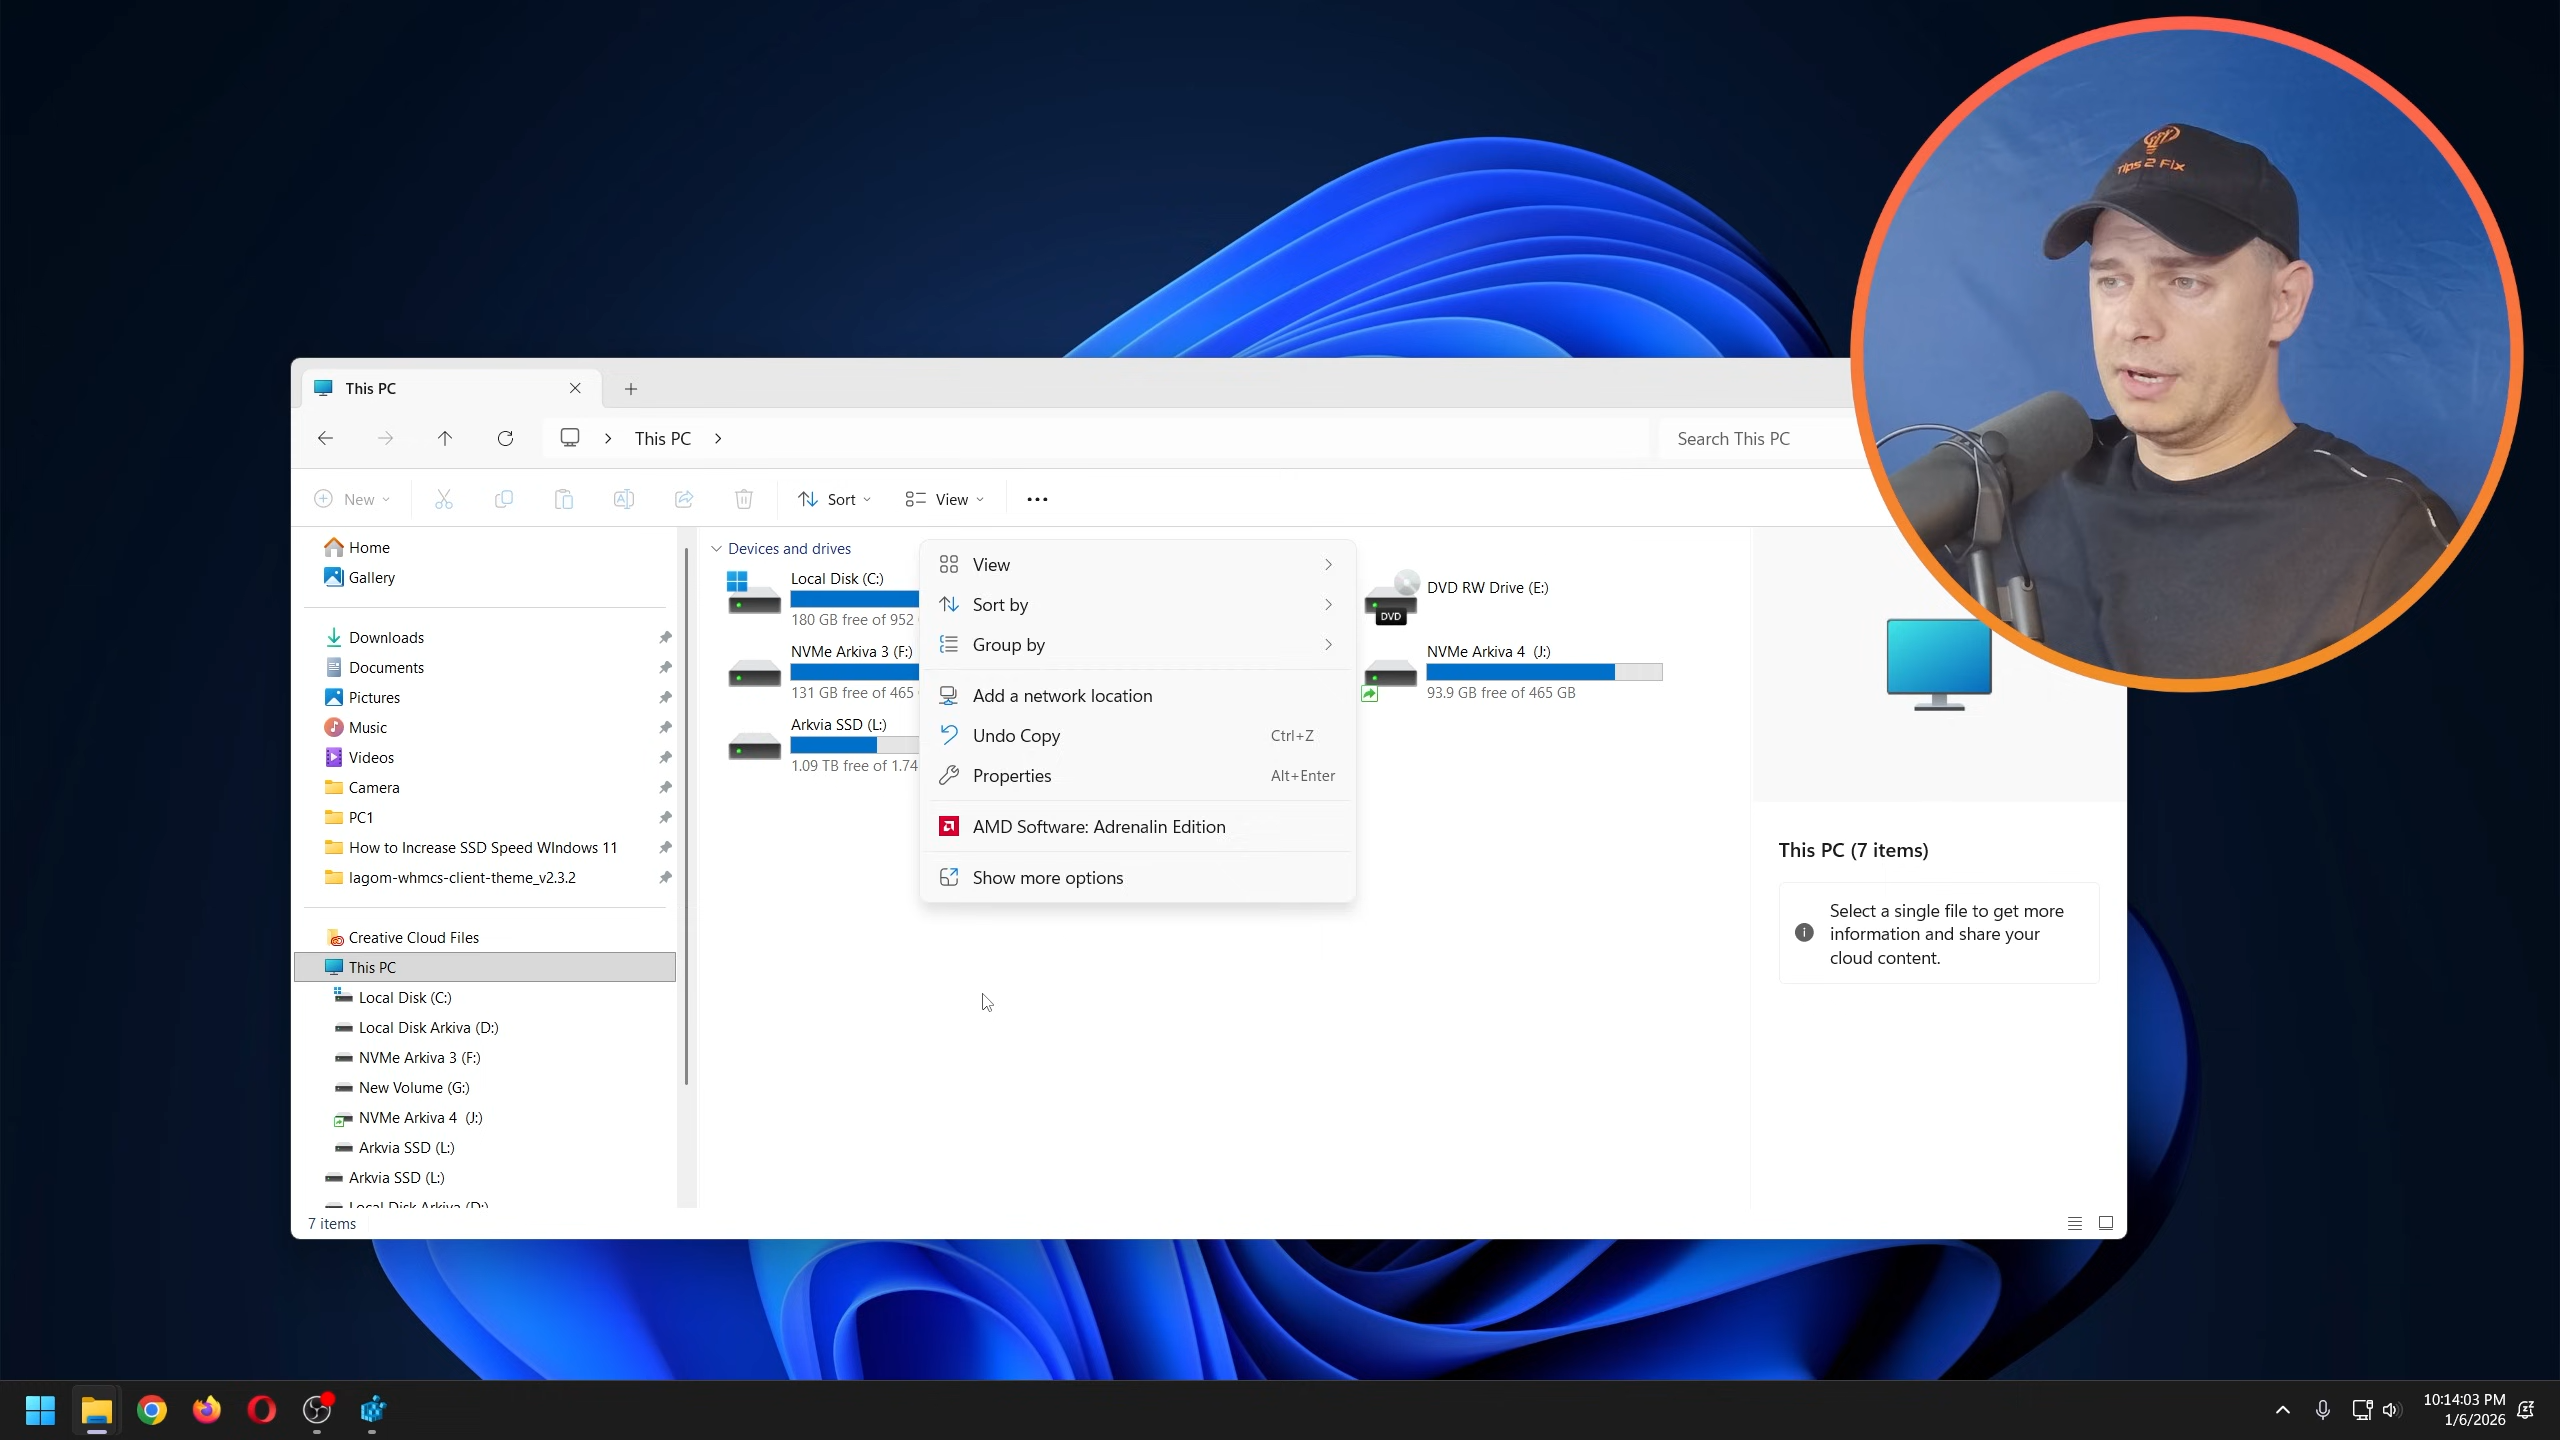 Tips 2 Fix
This PC
This PC
Search This PC
New
Sort
View
Home
Gallery
Downloads
Documents
Pictures
Music
Videos
Camera
PC1
How to Increase SSD Speed WIndows 11
lagom-whmcs-client-theme_v2.3.2
Creative Cloud Files
This PC
Local Disk (C:)
Local Disk Arkiva (D:)
NVMe Arkiva 3 (F:)
New Volume (G:)
NVMe Arkiva 4 (J:)
Arkvia SSD (L:)
Arkvia SSD (L:)
Local Disk Arkiva (D:)
7 items
Devices and drives
Local Disk (C:)
180 GB free of 952
NVMe Arkiva 3 (F:)
131 GB free of 465
Arkvia SSD (L:)
1.09 TB free of 1.74
View
Sort by
Group by
Add a network location
Undo Copy Ctrl+Z
Properties Alt+Enter
AMD Software: Adrenalin Edition
Show more options
DVD RW Drive (E:)
DVD
NVMe Arkiva 4 (J:)
93.9 GB free of 465 GB
This PC (7 items)
Select a single file to get more
information and share your
cloud content.
10:14:03 PM
1/6/2026